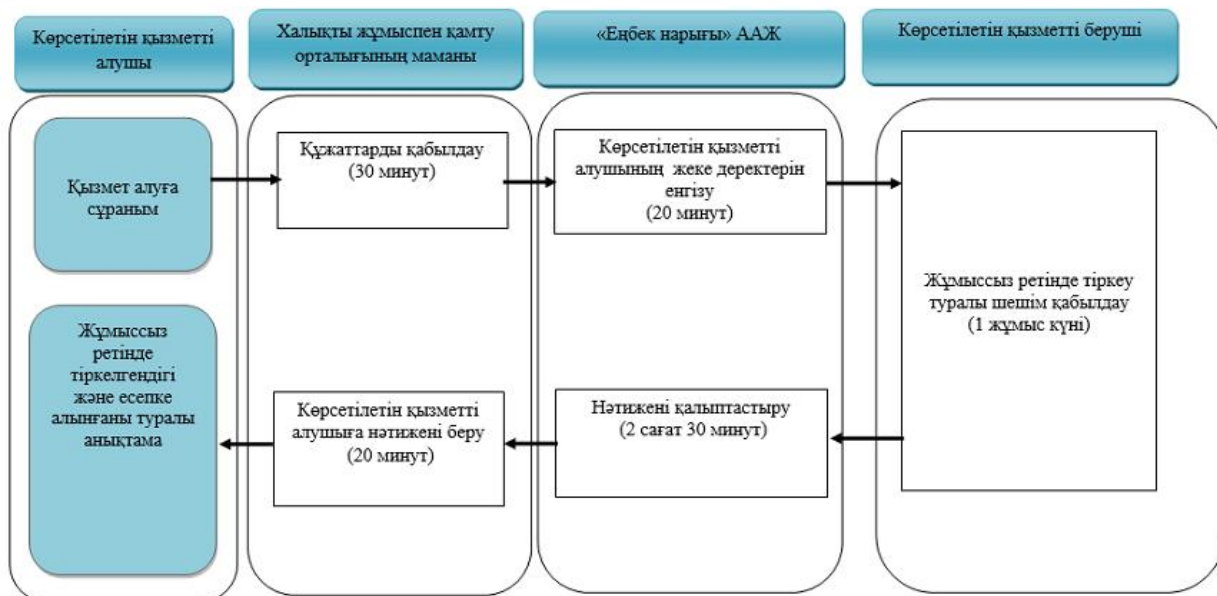 Көрсетілетін қызметті
алушы
Халықты жұмыспен қамту
орталығының маманы
«Еңбек нарығы» ААЖ
Көрсетілетін қызметті беруші
Қызмет алуға
сұраным
Құжаттарды қабылдау
(30 минут)
Көрсетілетін қызметті
алушының жеке деректерін
енгізу
(20 минут)
Жұмыссыз ретінде тіркеу
туралы шешім қабылдау
(1 жұмыс күні)
Нәтижені қалыптастыру
(2 сағат 30 минут)
Көрсетілетін қызметті
алушыға нәтижені беру
(20 минут)
Жұмыссыз
ретінде
тіркелгендігі
және есепке
алынғаны туралы
анықтама